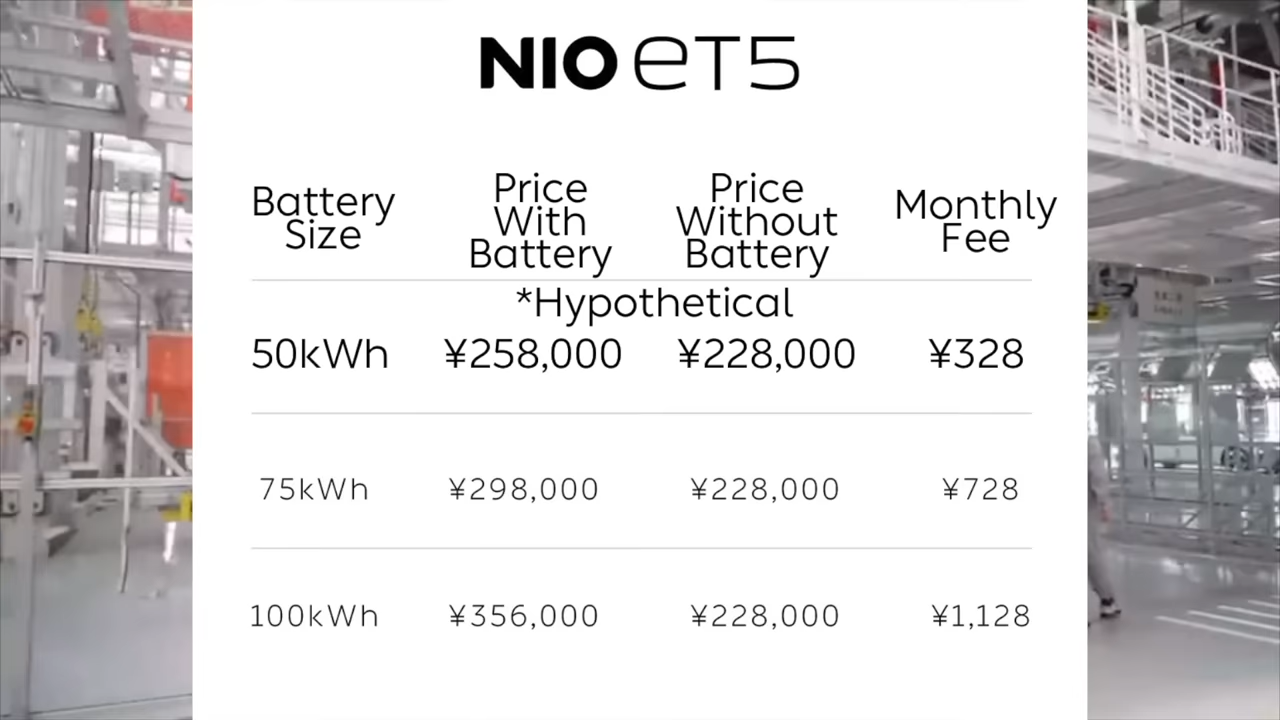 NIO eT5
Battery Size
Price With Battery
Price Without Battery
Monthly Fee
*Hypothetical
50kWh ¥258,000 ¥228,000 ¥328
75kWh ¥298,000 ¥228,000 ¥728
100kWh ¥356,000 ¥228,000 ¥1,128